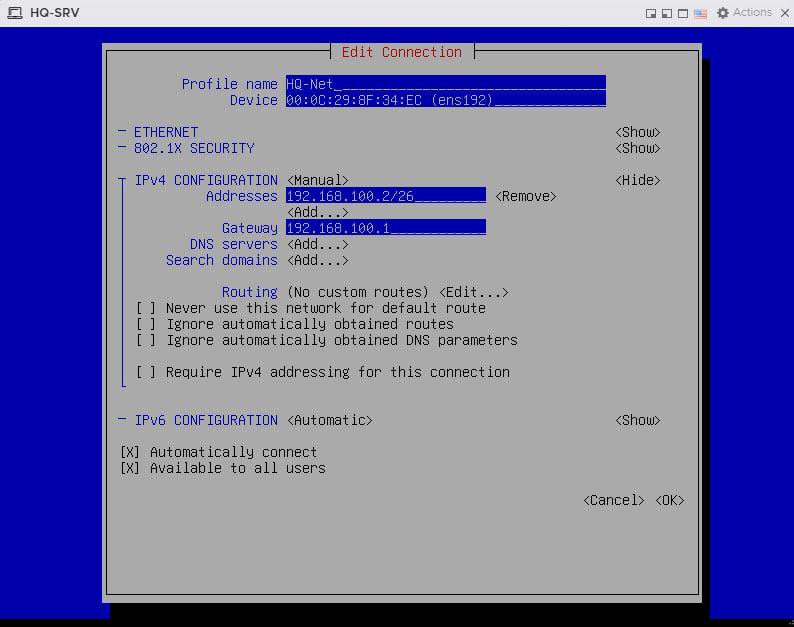 HQ-SRV Actions
Edit Connection
Profile name HQ-Net_
Device 00:0C:29:8F:34:EC (ens192)
ETHERNET <Show>
802.1X SECURITY <Show>
IPv4 CONFIGURATION <Manual> <Hide>
Addresses 192.168.100.2/26 <Remove>
<Add...>
Gateway 192.168.100.1
DNS servers <Add...>
Search domains <Add...>
Routing (No custom routes) <Edit...>
[ ] Never use this network for default route
[ ] Ignore automatically obtained routes
[ ] Ignore automatically obtained DNS parameters
[ ] Require IPv4 addressing for this connection
IPv6 CONFIGURATION <Automatic> <Show>
[X] Automatically connect
[X] Available to all users
<Cancel> <OK>